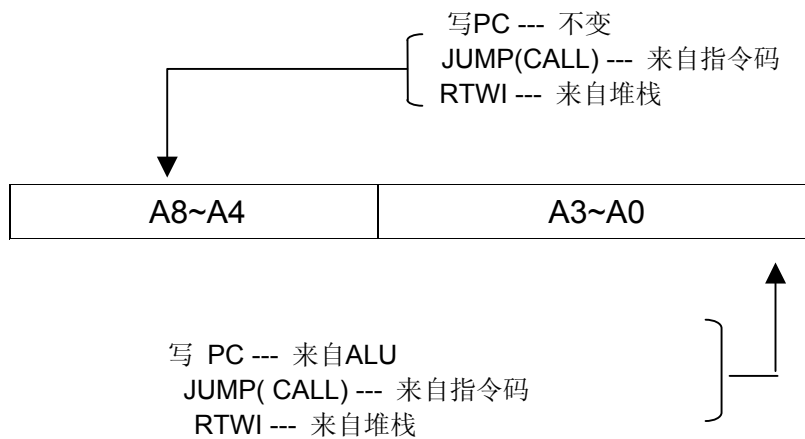 写PC --- 不变
JUMP(CALL) --- 来自指令码
RTWI --- 来自堆栈
A8~A4
A3~A0
写 PC --- 来自ALU
JUMP( CALL) --- 来自指令码
RTWI --- 来自堆栈